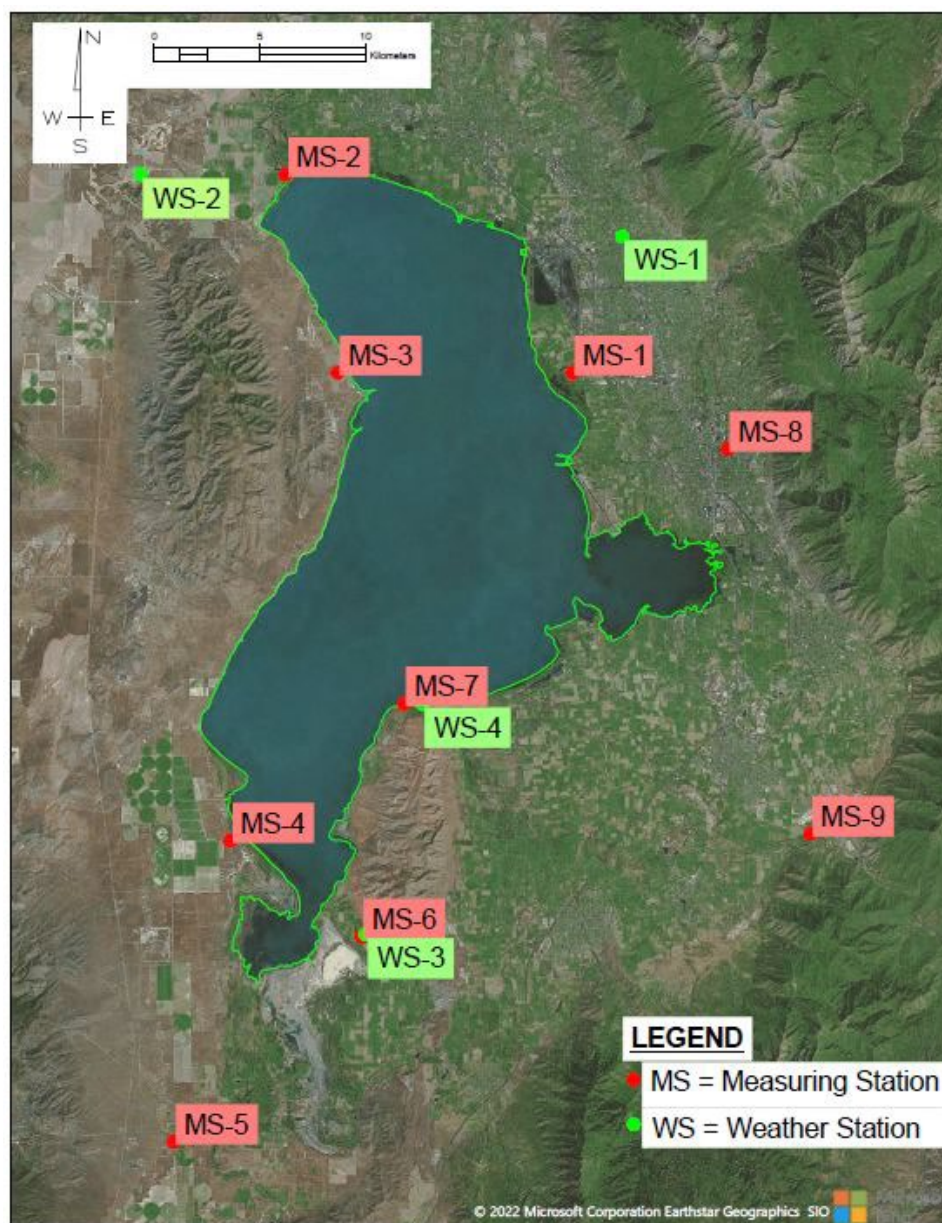 N
W E
S
0 5 10
Kilometers
MS-2
WS-2
WS-1
MS-3
MS-1
MS-8
MS-7
WS-4
MS-4
MS-9
MS-6
WS-3
LEGEND
MS = Measuring Station
WS = Weather Station
MS-5
© 2022 Microsoft Corporation Earthstar Geographics SIO